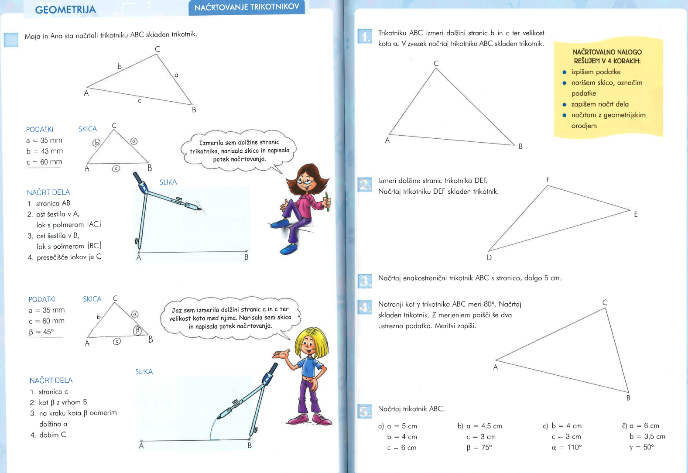 GEOMETRIJA
NAČRTOVANJE TRIKOTNIKOV
Maja in Ana sta načrtali trikotniku ABC skladen trikotnik.
C
b
a
A
c
B
PODATKI
a = 35 mm
b = 43 mm
c = 60 mm
SKICA
C
b
a
A
c
B
Izmerila sem dolžine stranic
trikotnika, narisala skico in napisala
potek načrtovanja.
NAČRT DELA
1. stranica AB
2. ost šestila v A,
lok s polmerom |AC|
3. ost šestila v B,
lok s polmerom |BC|
4. presečišče lokov je C
SLIKA
A
B
PODATKI
a = 35 mm
c = 60 mm
β = 45°
SKICA
C
b
a
β
A
c
B
Jaz sem izmerila dolžini stranic a in c ter
velikost kota med njima. Narisala sem skico
in napisala potek načrtovanja.
NAČRT DELA
1. stranica c
2. kot β z vrhom B
3. na kraku kota β odmerim
dolžino a
4. dobim C
SLIKA
A
B
1.
Trikotniku ABC izmeri dolžini stranic b in c ter velikost
kota α. V zvezek načrtaj trikotniku ABC skladen trikotnik.
C
A
B
NAČRTOVALNO NALOGO
REŠUJEM V 4 KORAKIH:
izpišem podatke
narišem skico, označim
podatke
zapišem načrt dela
načrtam z geometrijskim
orodjem
2.
Izmeri dolžine stranic trikotnika DEF.
Načrtaj trikotniku DEF skladen trikotnik.
F
E
D
3.
Načrtaj enakostranični trikotnik ABC s stranico, dolgo 5 cm.
4.
Notranji kot γ trikotnika ABC meri 80°. Načrtaj
skladen trikotnik. Z merjenjem poišči še dva
ustrezna podatka. Meritvi zapiši.
C
A
B
5.
Načrtaj trikotnik ABC.
a) a = 5 cm
b = 4 cm
c = 6 cm
b) a = 4,5 cm
c = 3 cm
β = 75°
c) b = 4 cm
c = 3 cm
α = 110°
č) a = 6 cm
b = 3,5 cm
γ = 50°